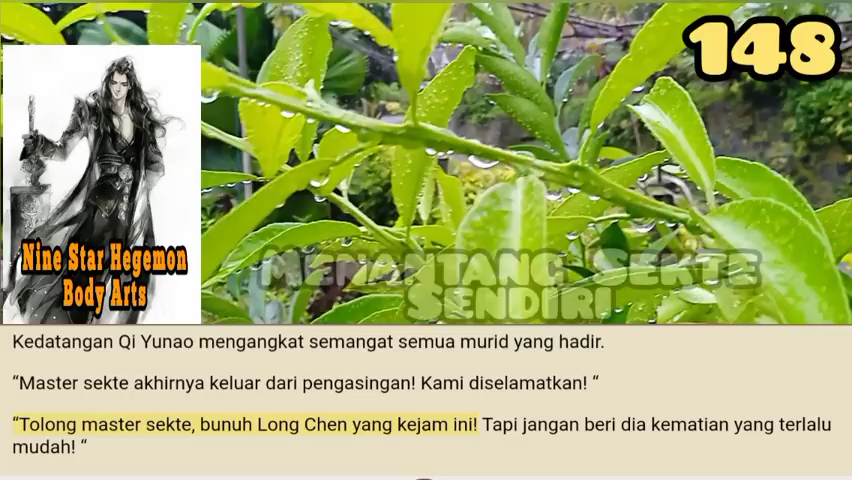 148
Nine Star Hegemon
Body Arts
Menantang Sekte
Sendiri
Kedatangan Qi Yunao mengangkat semangat semua murid yang hadir.
“Master sekte akhirnya keluar dari pengasingan! Kami diselamatkan! “
“Tolong master sekte, bunuh Long Chen yang kejam ini! Tapi jangan beri dia kematian yang terlalu
mudah! “